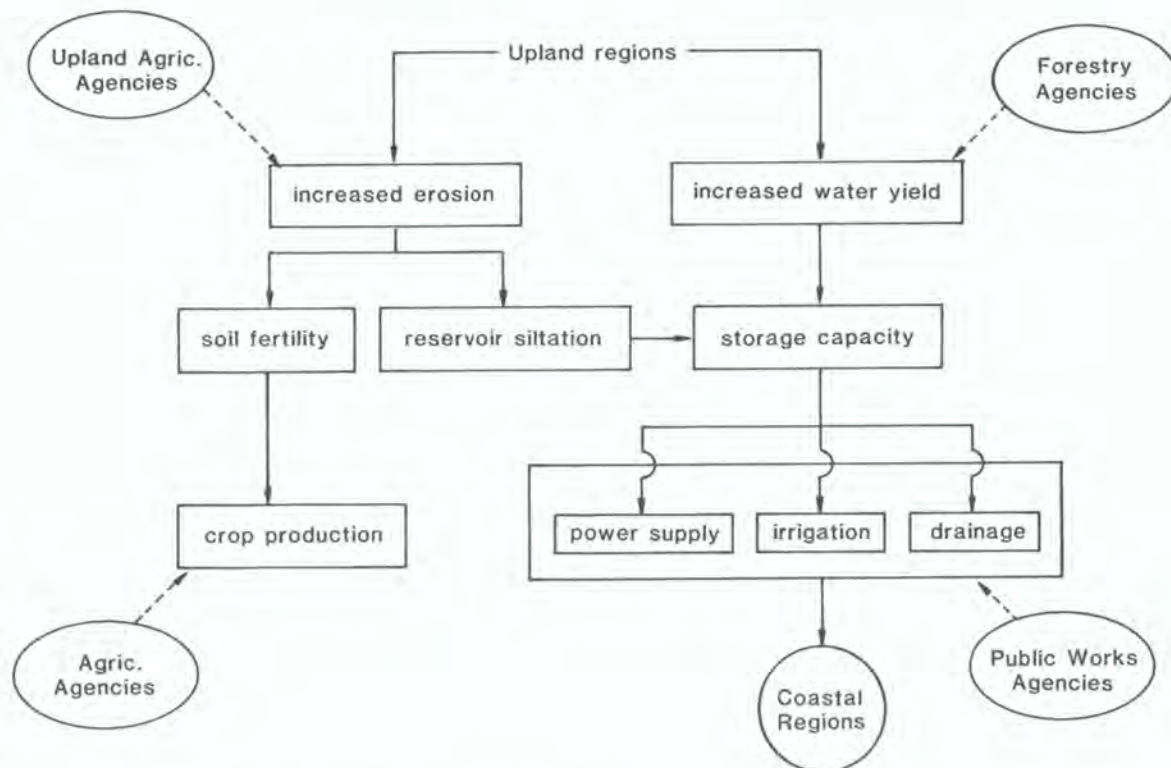 Upland Agric.
Agencies
Upland regions
Forestry
Agencies
increased erosion
increased water yield
soil fertility
reservoir siltation
storage capacity
crop production
power supply
irrigation
drainage
Agric.
Agencies
Coastal
Regions
Public Works
Agencies